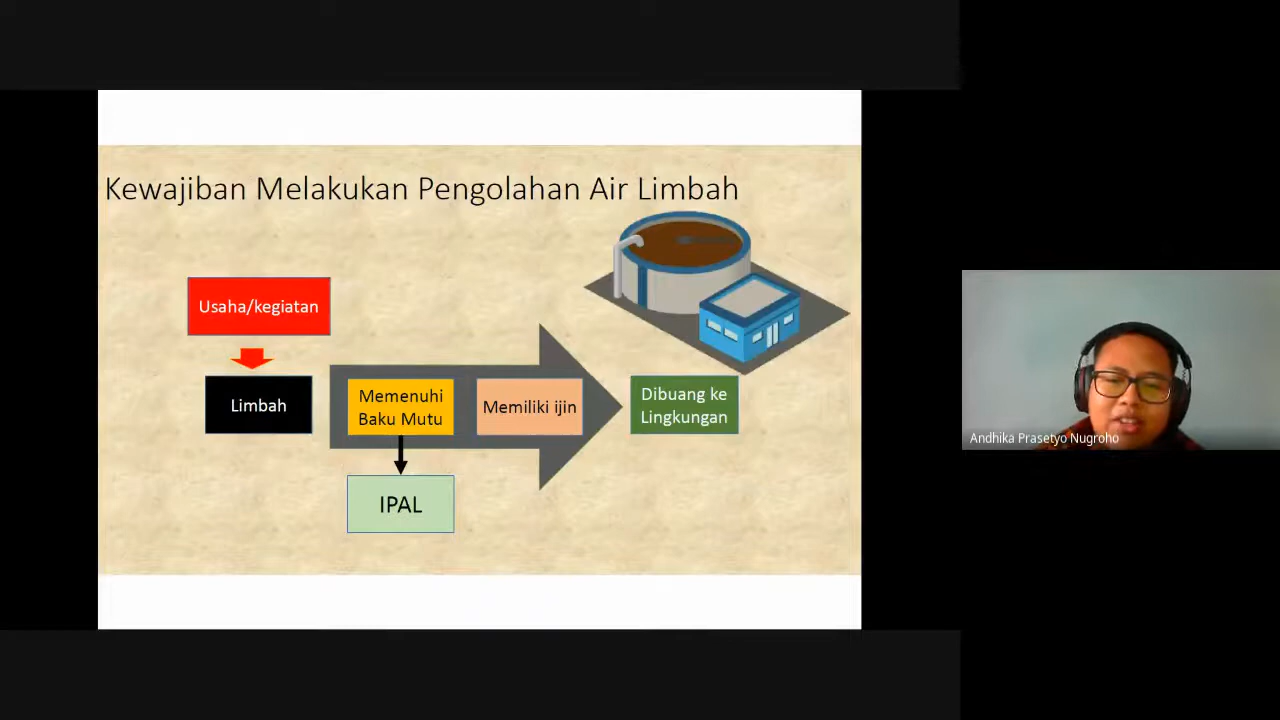 Kewajiban Melakukan Pengolahan Air Limbah
Usaha/kegiatan
Limbah
Memenuhi
Baku Mutu
Memiliki ijin
Dibuang ke
Lingkungan
IPAL
Andhika Prasetyo Nugroho